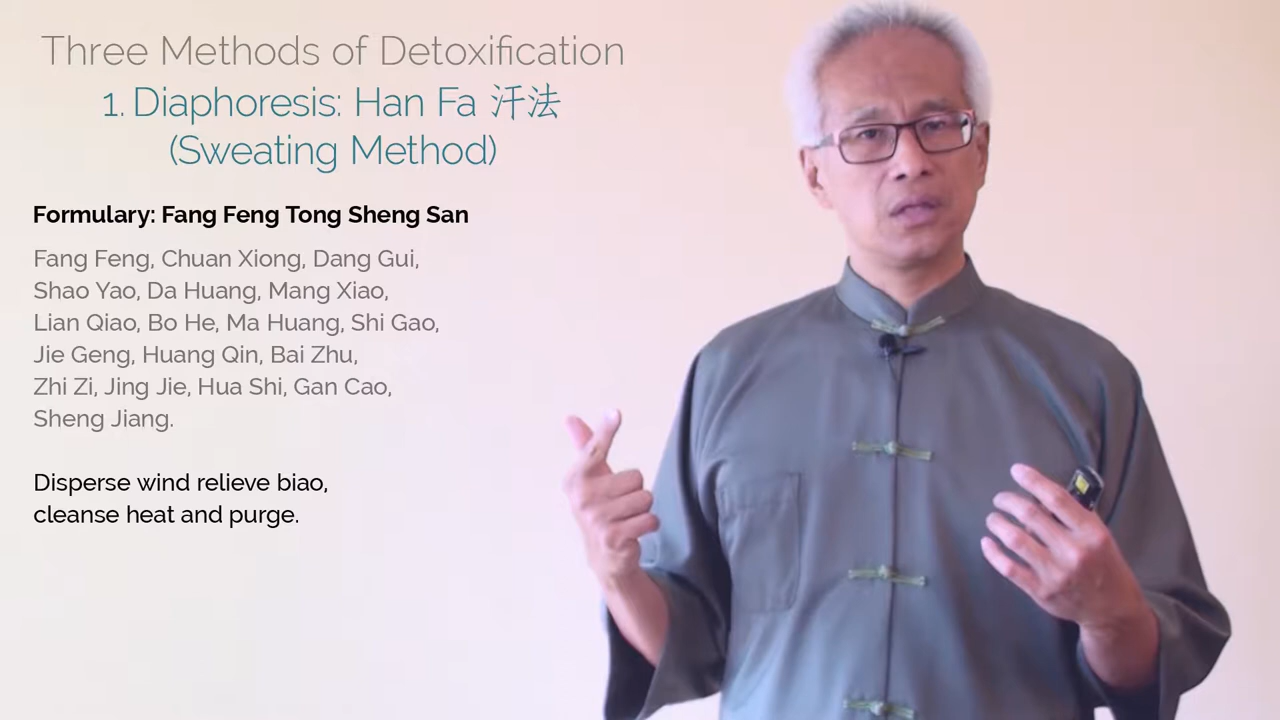 Three Methods of Detoxification
1. Diaphoresis: Han Fa 汗法
(Sweating Method)
Formulary: Fang Feng Tong Sheng San
Fang Feng, Chuan Xiong, Dang Gui,
Shao Yao, Da Huang, Mang Xiao,
Lian Qiao, Bo He, Ma Huang, Shi Gao,
Jie Geng, Huang Qin, Bai Zhu,
Zhi Zi, Jing Jie, Hua Shi, Gan Cao,
Sheng Jiang.
Disperse wind relieve biao,
cleanse heat and purge.